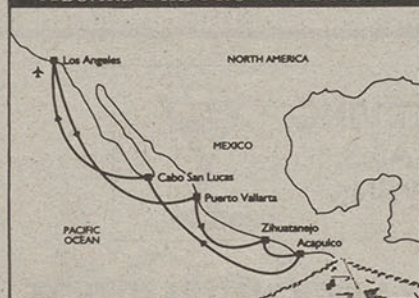 Los Angeles
NORTH AMERICA
MEXICO
Cabo San Lucas
Puerto Vallarta
PACIFIC
OCEAN
Zihuatanejo
Acapulco